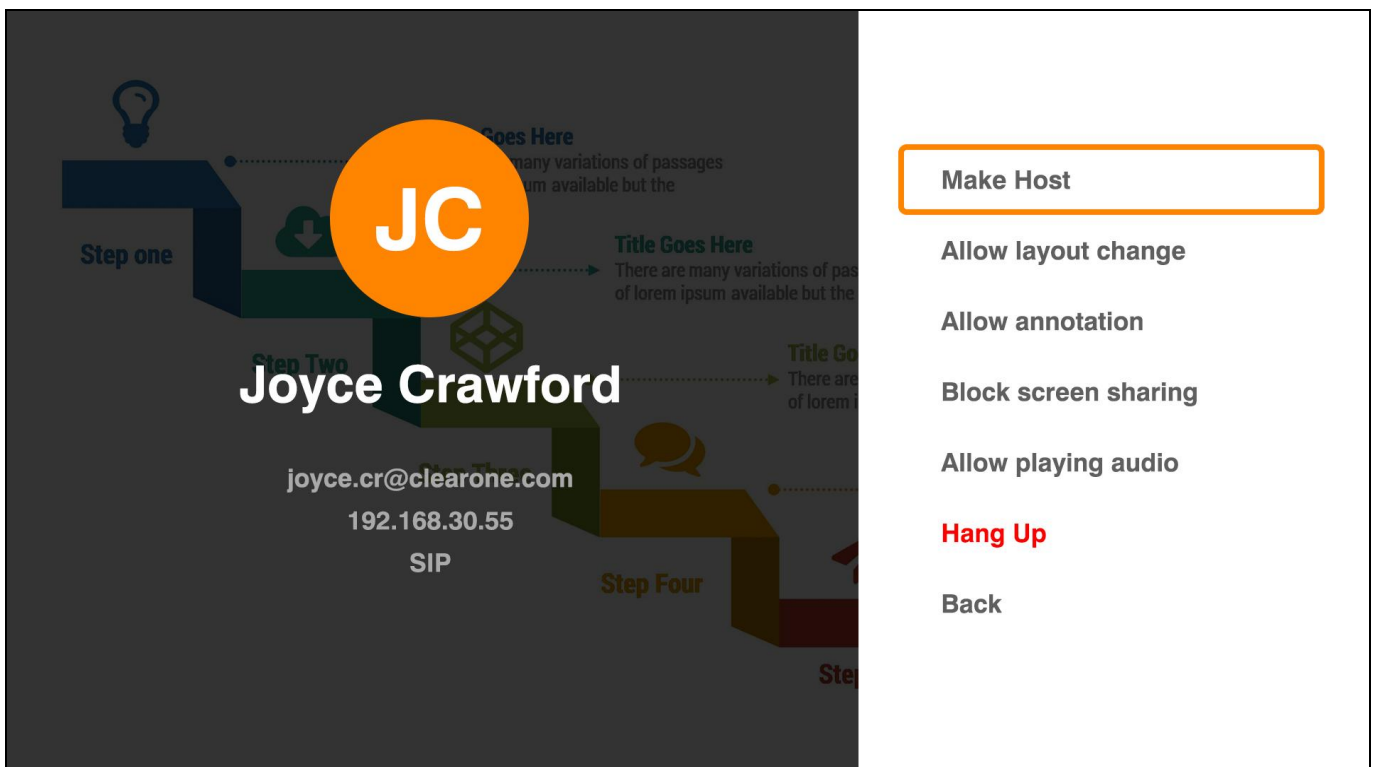 Goes Here
many variations of passages
um available but the
JC
Step one
Title Goes Here
There are many variations of pas
of lorem ipsum available but the
Step Two
Title Go
There are
of lorem i
Joyce Crawford
Step Three
joyce.cr@clearone.com
192.168.30.55
SIP
Step Four
Step
Make Host
Allow layout change
Allow annotation
Block screen sharing
Allow playing audio
Hang Up
Back